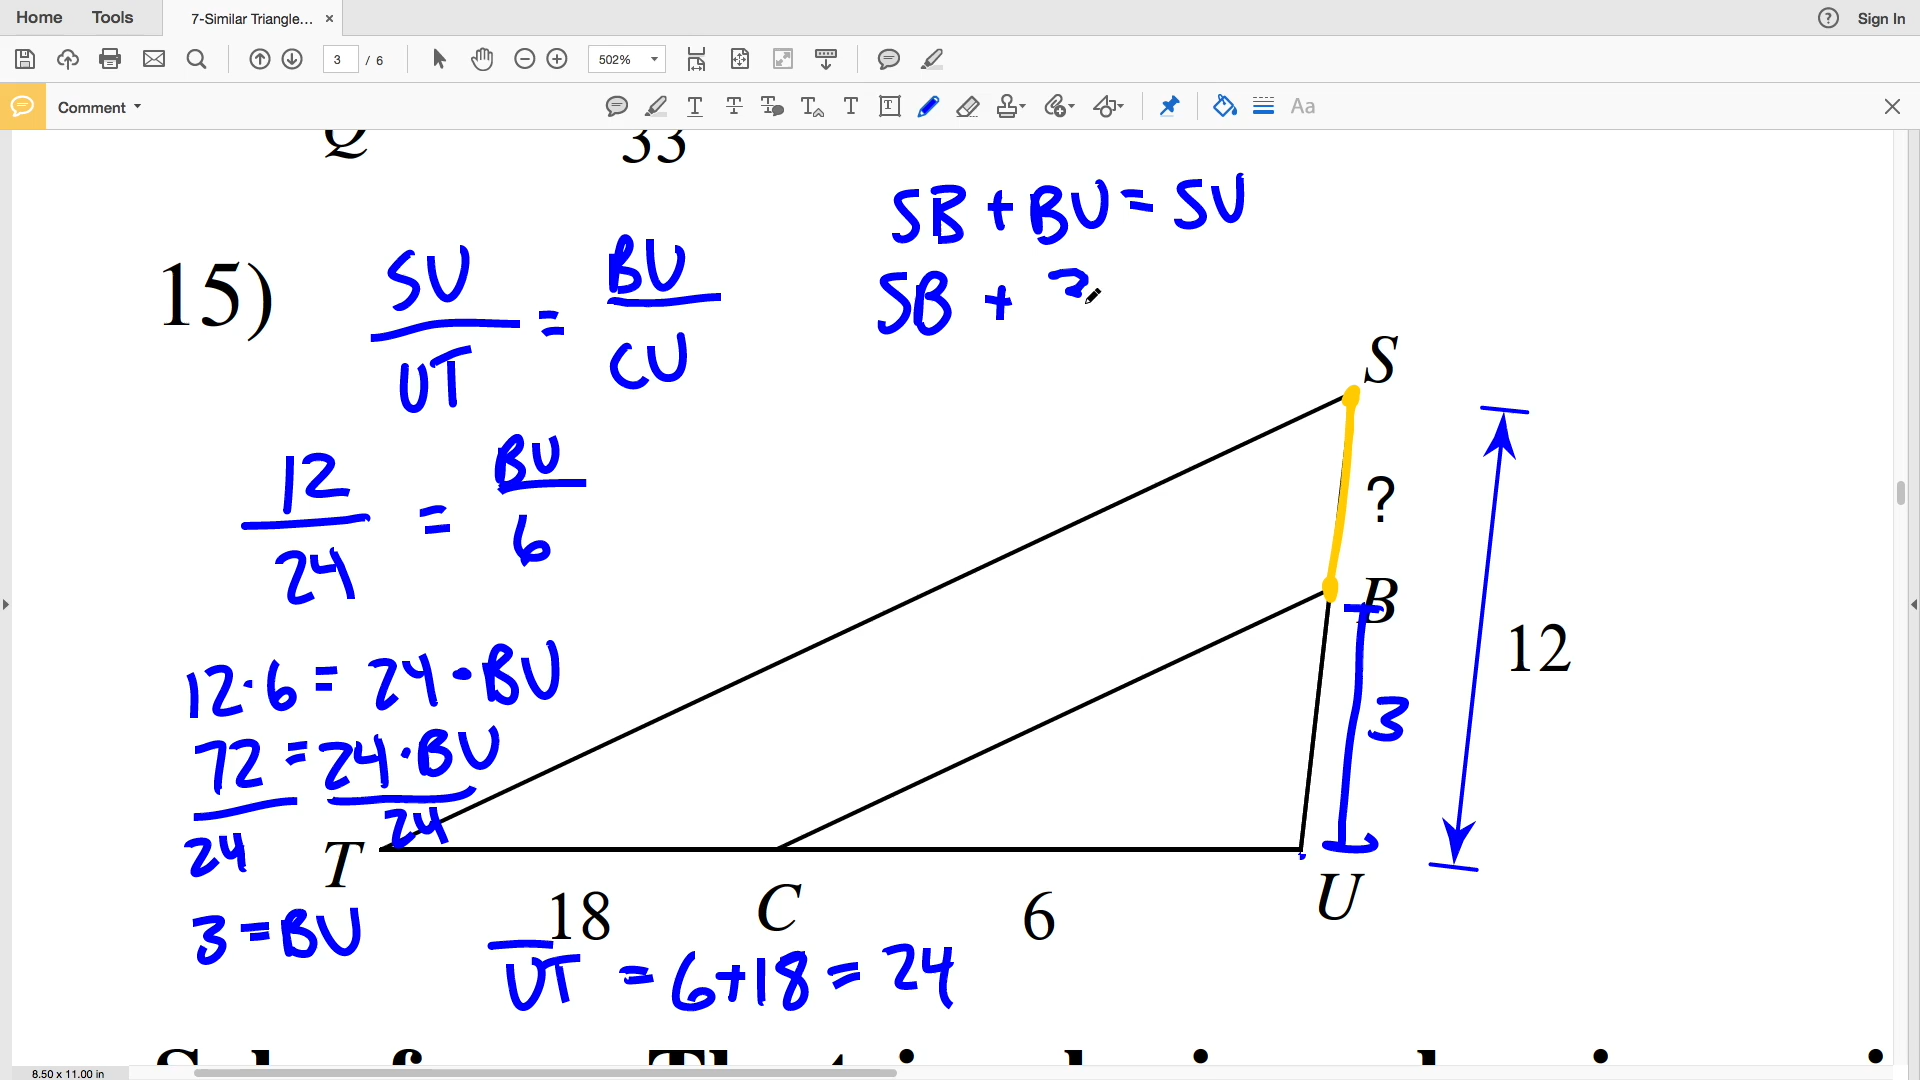 Home Tools 7-Similar Triangle... × Sign In
3 / 6 502%
Comment
Aa
Q 33
SB + BU = SU
15) SU/UT = BU/CU
SB +
S
12/24 = BU/6
?
B
12
12·6 = 24·BU
72 = 24·BU
3
24 24
T
18 C 6 U
3 = BU
UT = 6+18 = 24
8.50 x 11.00 in